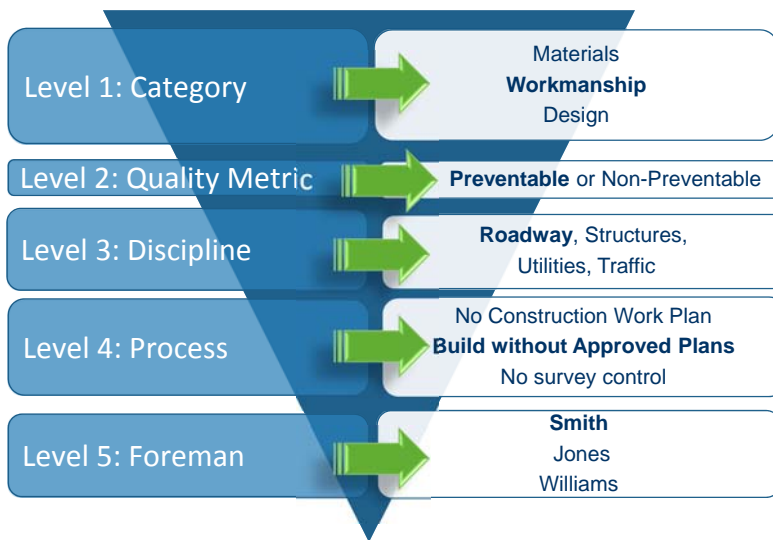 Level 1: Category
Materials
Workmanship
Design
Level 2: Quality Metric
Preventable or Non-Preventable
Level 3: Discipline
Roadway, Structures,
Utilities, Traffic
Level 4: Process
No Construction Work Plan
Build without Approved Plans
No survey control
Level 5: Foreman
Smith
Jones
Williams